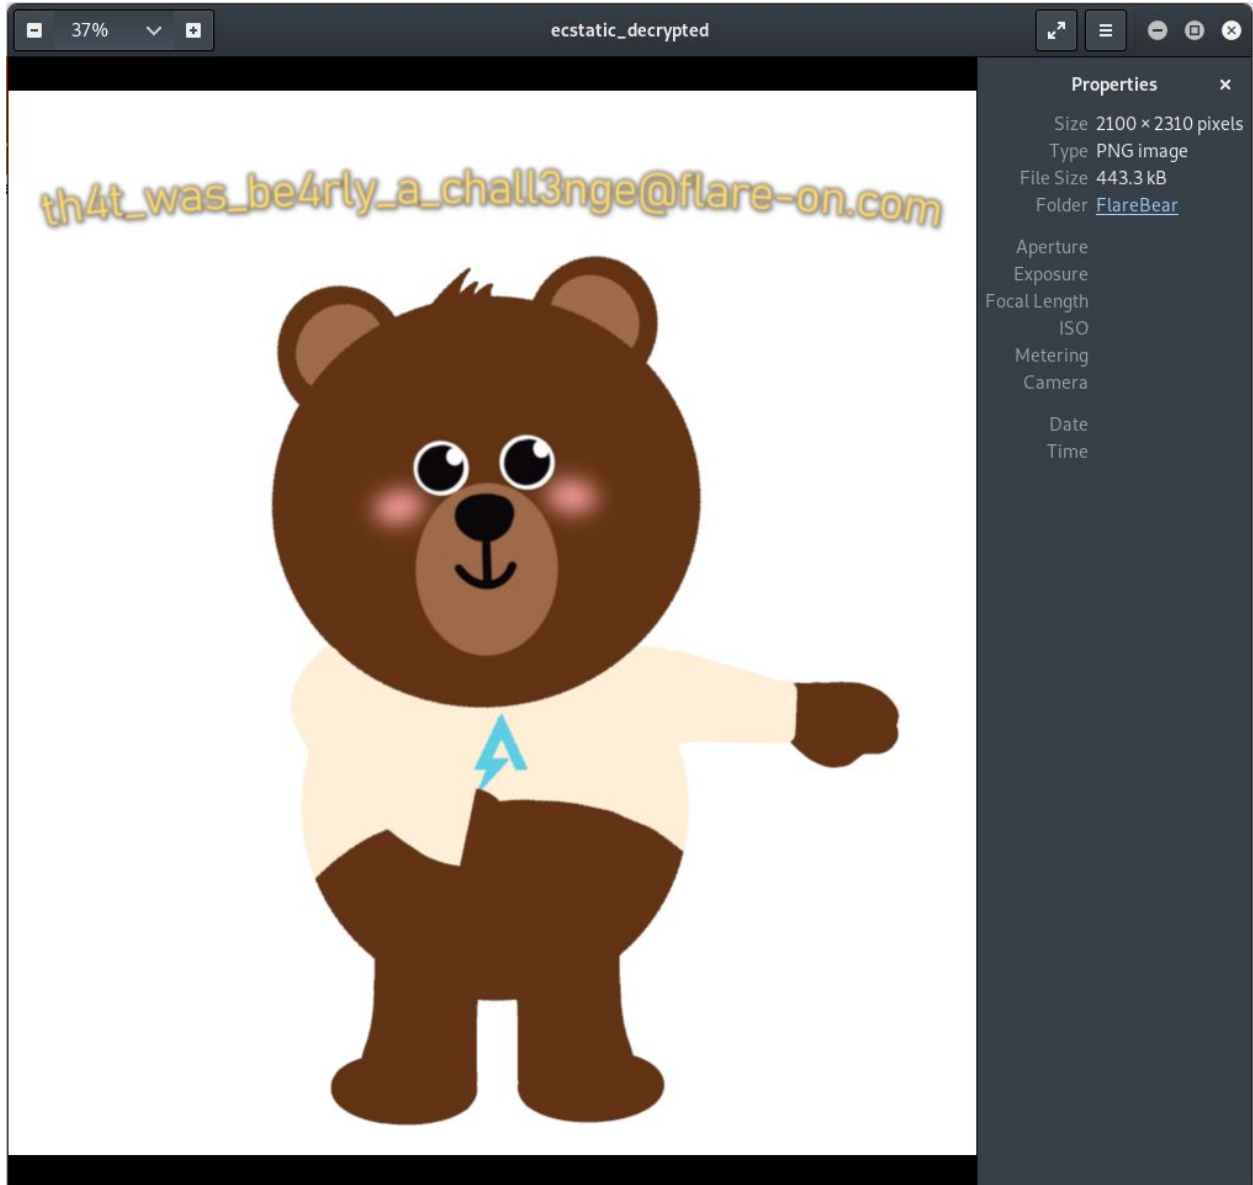 37%
ecstatic_decrypted
Properties
Size 2100 × 2310 pixels
Type PNG image
File Size 443.3 kB
Folder FlareBear
Aperture
Exposure
Focal Length
ISO
Metering
Camera
Date
Time
th4t_was_be4rly_a_chall3nge@flare-on.com